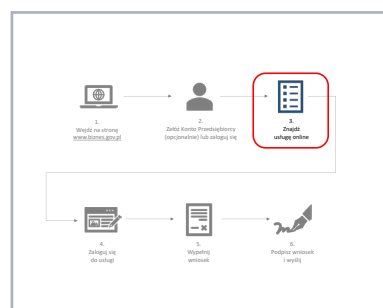 1.
Wejdź na stronę
www.biznes.gov.pl
2.
Załóż Konto Przedsiębiorcy
(opcjonalnie) lub zaloguj się
3.
Znajdź
usługę online
4.
Zaloguj się
do usługi
5.
Wypełnij
wniosek
6.
Podpisz wniosek
i wyślij